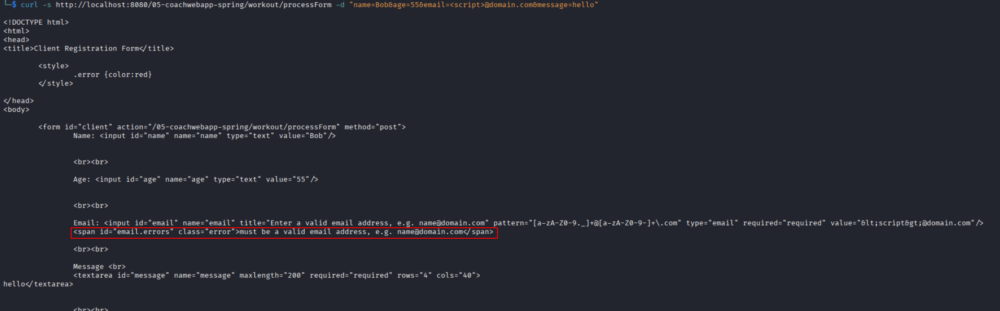 └─$ curl -s http://localhost:8080/05-coachwebapp-spring/workout/processForm -d "name=Bob&age=55&email=<script>@domain.com&message=hello"
<!DOCTYPE html>
<html>
<head>
<title>Client Registration Form</title>
<style>
.error {color:red}
</style>
</head>
<body>
<form id="client" action="/05-coachwebapp-spring/workout/processForm" method="post">
Name: <input id="name" name="name" type="text" value="Bob"/>
<br><br>
Age: <input id="age" name="age" type="text" value="55"/>
<br><br>
Email: <input id="email" name="email" title="Enter a valid email address, e.g. name@domain.com" pattern="[a-zA-Z0-9._]+@[a-zA-Z0-9-]+\.com" type="email" required="required" value="&lt;script&gt;@domain.com"/>
<span id="email.errors" class="error">must be a valid email address, e.g. name@domain.com</span>
<br><br>
Message <br>
<textarea id="message" name="message" maxlength="200" required="required" rows="4" cols="40">
hello</textarea>
<br><br>